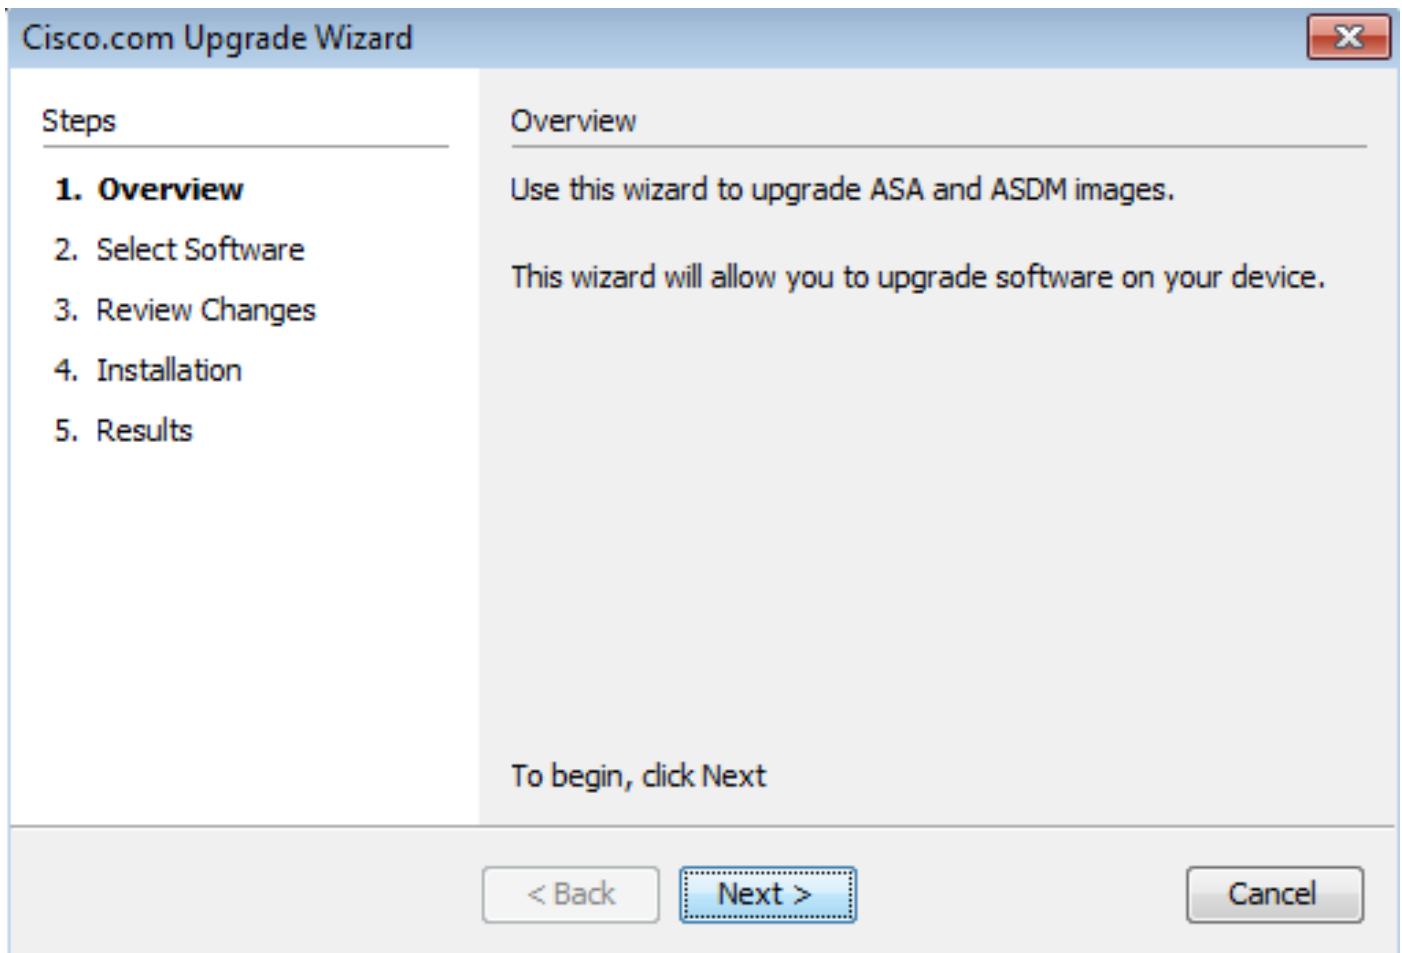 Cisco.com Upgrade Wizard
Steps
1. Overview
2. Select Software
3. Review Changes
4. Installation
5. Results
Overview
Use this wizard to upgrade ASA and ASDM images.
This wizard will allow you to upgrade software on your device.
To begin, click Next
< Back
Next >
Cancel